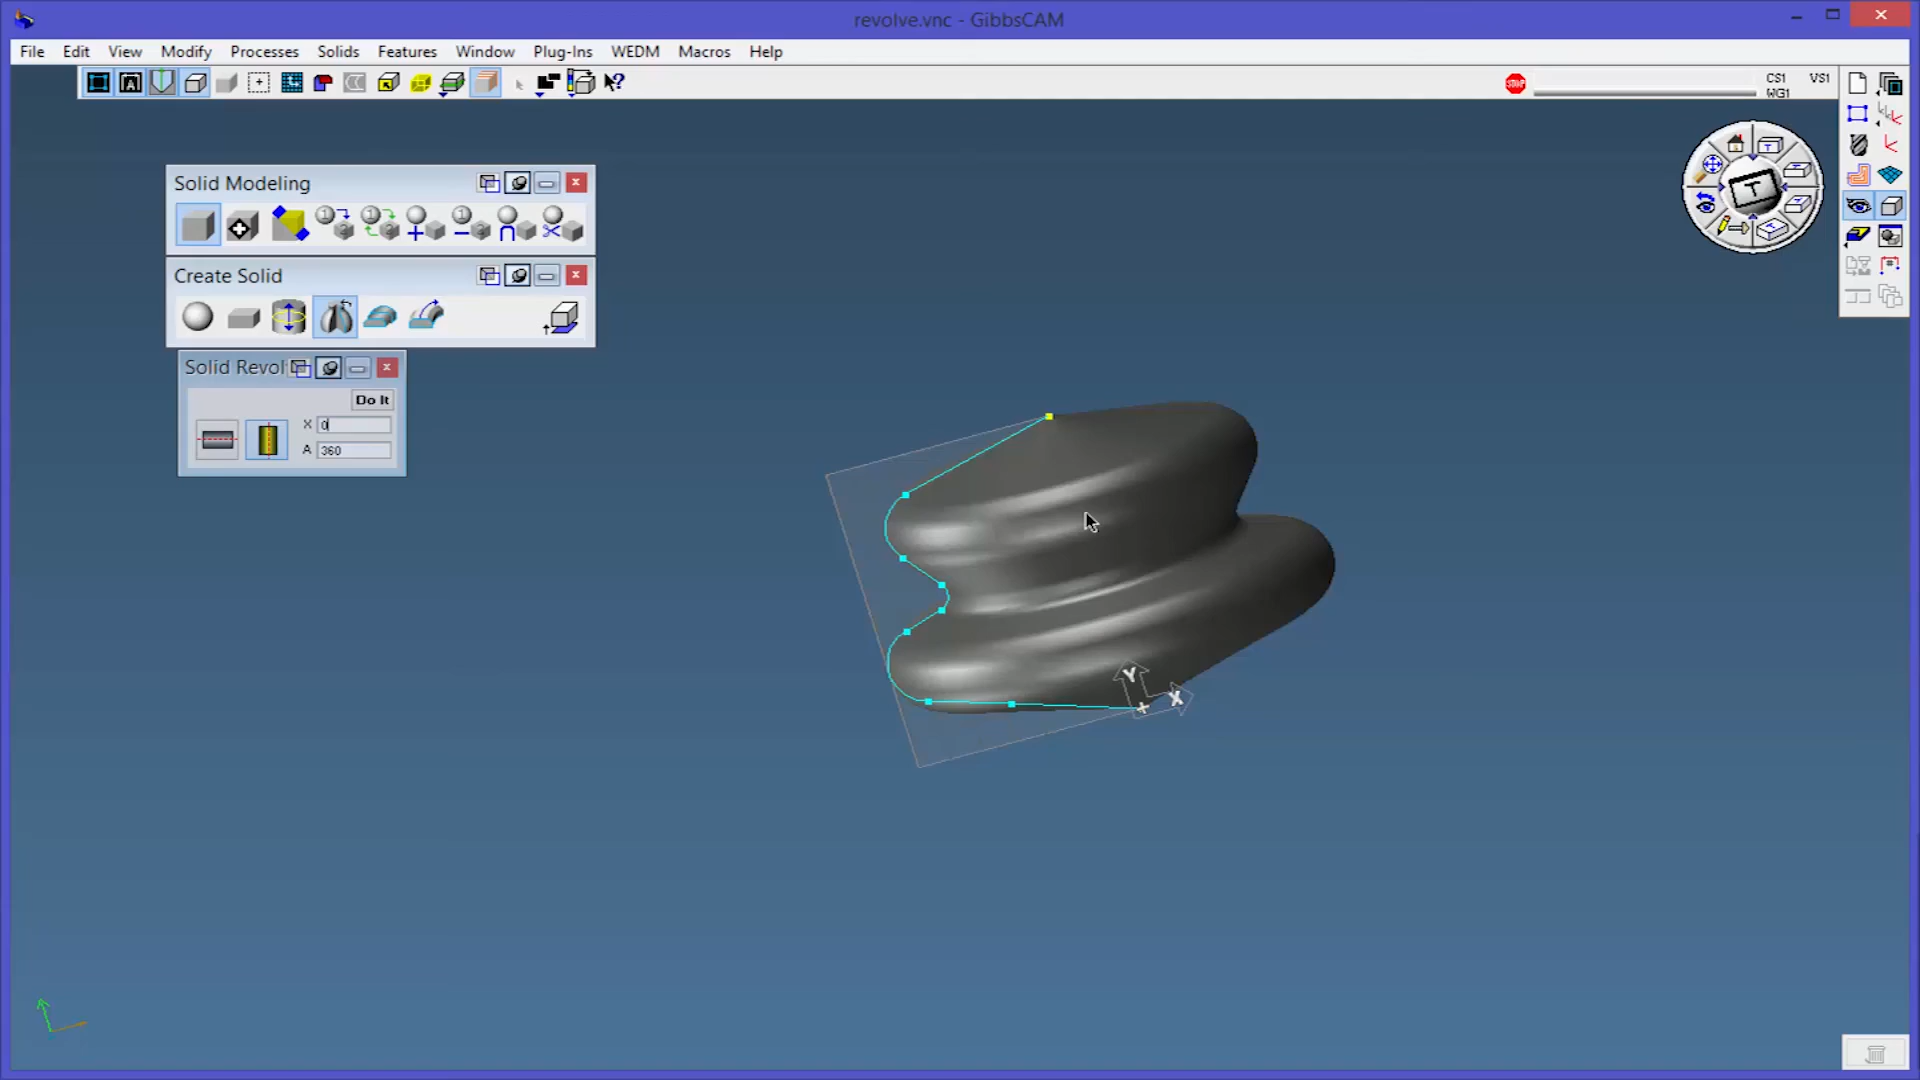 revolve.vnc - GibbsCAM
File Edit View Modify Processes Solids Features Window Plug-Ins WEDM Macros Help
CS1 VS1
WG1
Solid Modeling
Create Solid
Solid Revol
Do It
X 0
A 360
T
Y
X